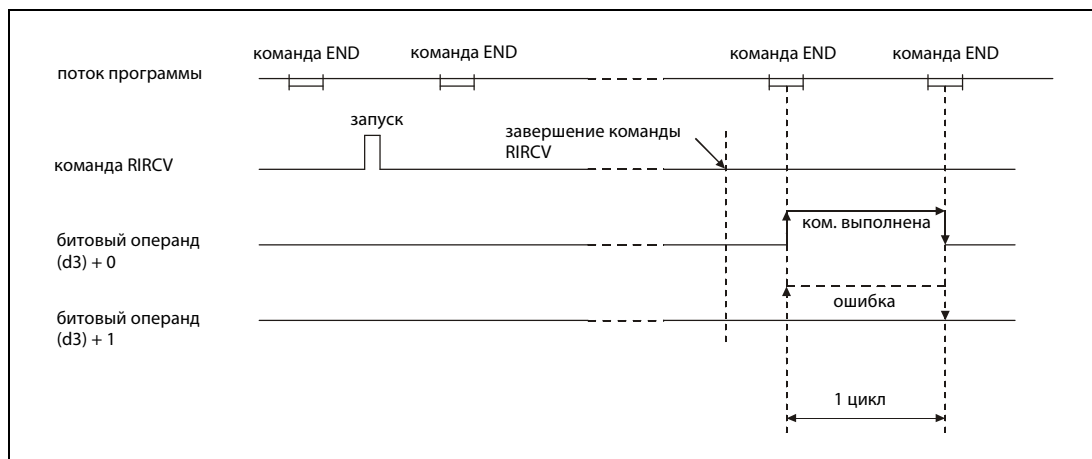 команда END
команда END
команда END
команда END
поток программы
запуск
завершение команды
RIRCV
команда RIRCV
ком. выполнена
битовый операнд
(d3) + 0
ошибка
битовый операнд
(d3) + 1
1 цикл